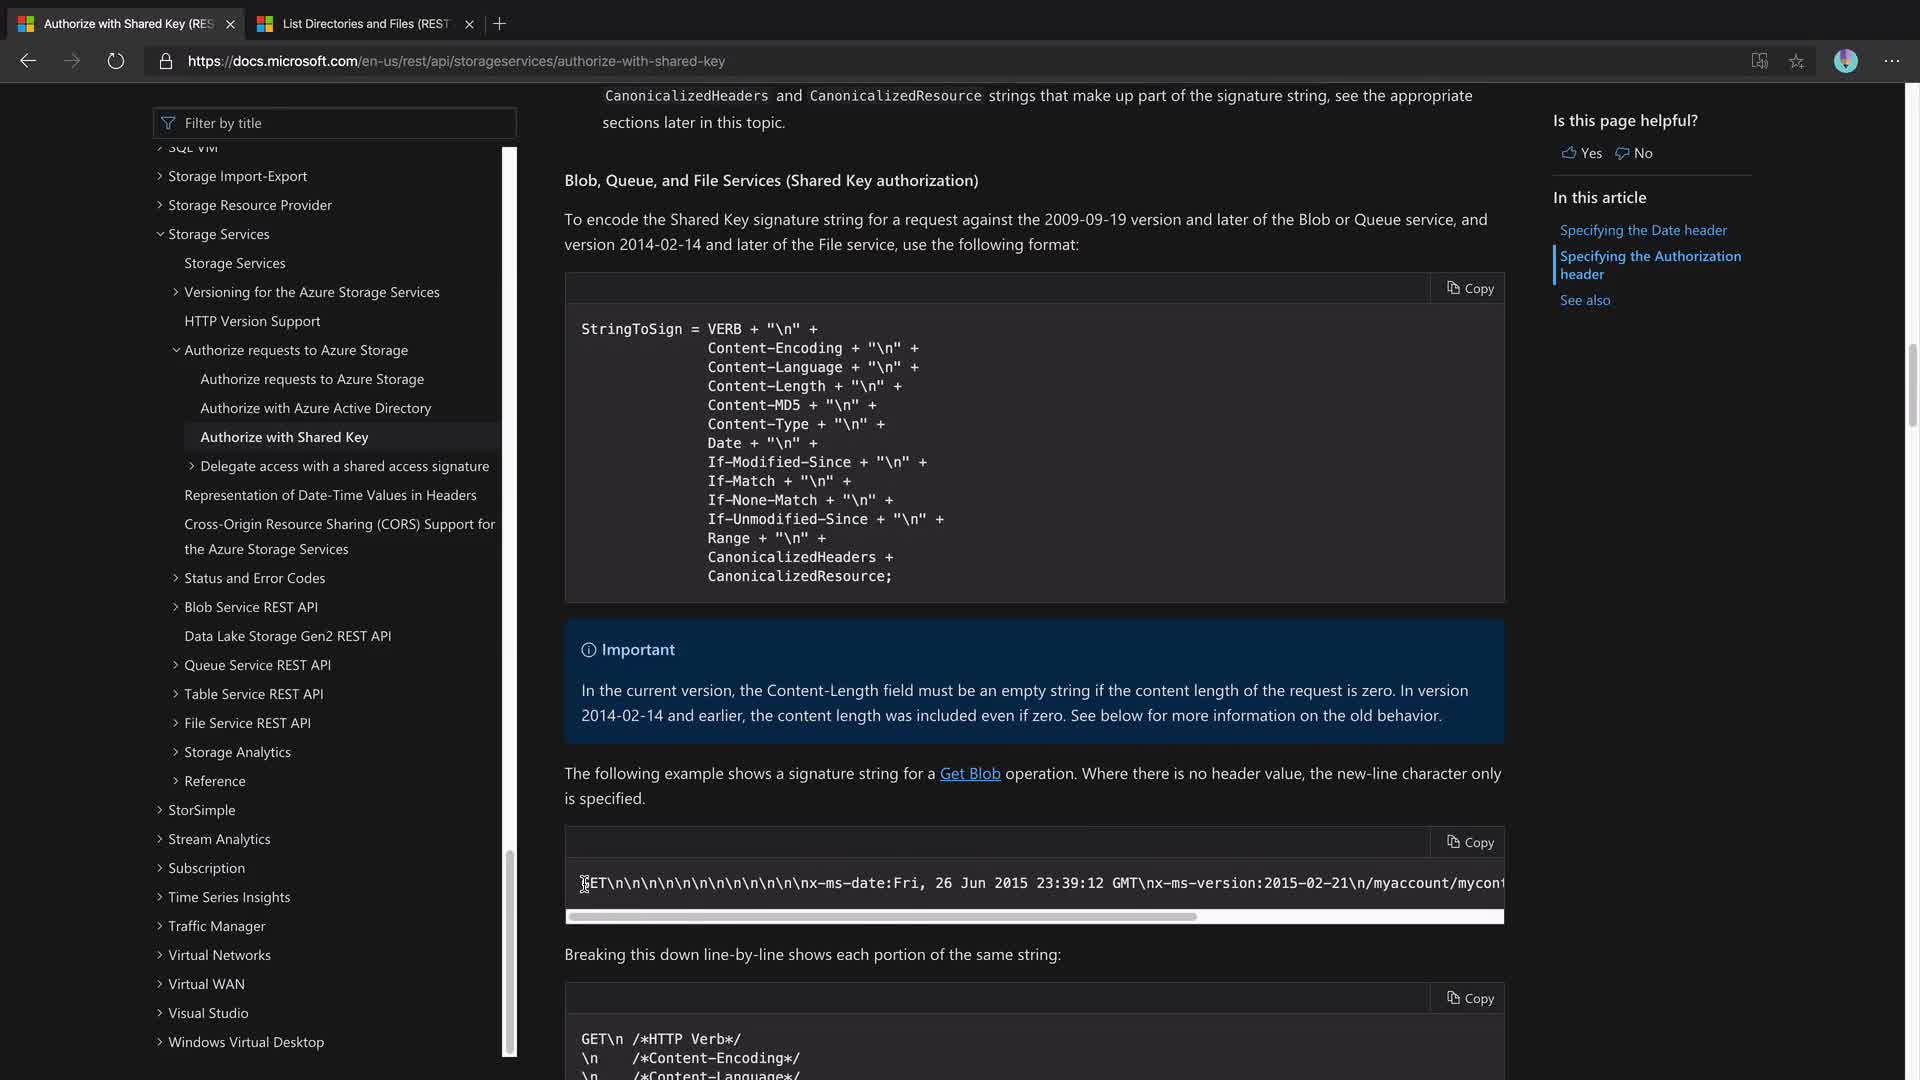 Authorize with Shared Key (RES
List Directories and Files (REST
https://docs.microsoft.com/en-us/rest/api/storageservices/authorize-with-shared-key
Filter by title
SQL VM
Storage Import-Export
Storage Resource Provider
Storage Services
Storage Services
Versioning for the Azure Storage Services
HTTP Version Support
Authorize requests to Azure Storage
Authorize requests to Azure Storage
Authorize with Azure Active Directory
Authorize with Shared Key
Delegate access with a shared access signature
Representation of Date-Time Values in Headers
Cross-Origin Resource Sharing (CORS) Support for
the Azure Storage Services
Status and Error Codes
Blob Service REST API
Data Lake Storage Gen2 REST API
Queue Service REST API
Table Service REST API
File Service REST API
Storage Analytics
Reference
StorSimple
Stream Analytics
Subscription
Time Series Insights
Traffic Manager
Virtual Networks
Virtual WAN
Visual Studio
Windows Virtual Desktop
CanonicalizedHeaders and CanonicalizedResource strings that make up part of the signature string, see the appropriate
sections later in this topic.
Blob, Queue, and File Services (Shared Key authorization)
To encode the Shared Key signature string for a request against the 2009-09-19 version and later of the Blob or Queue service, and
version 2014-02-14 and later of the File service, use the following format:
Copy
StringToSign = VERB + "\n" +
Content-Encoding + "\n" +
Content-Language + "\n" +
Content-Length + "\n" +
Content-MD5 + "\n" +
Content-Type + "\n" +
Date + "\n" +
If-Modified-Since + "\n" +
If-Match + "\n" +
If-None-Match + "\n" +
If-Unmodified-Since + "\n" +
Range + "\n" +
CanonicalizedHeaders +
CanonicalizedResource;
Important
In the current version, the Content-Length field must be an empty string if the content length of the request is zero. In version
2014-02-14 and earlier, the content length was included even if zero. See below for more information on the old behavior.
The following example shows a signature string for a Get Blob operation. Where there is no header value, the new-line character only
is specified.
Copy
GET\n\n\n\n\n\n\n\n\n\n\n\nx-ms-date:Fri, 26 Jun 2015 23:39:12 GMT\nx-ms-version:2015-02-21\n/myaccount/mycont
Breaking this down line-by-line shows each portion of the same string:
Copy
GET\n /*HTTP Verb*/
\n /*Content-Encoding*/
\n /*Content-Language*/
Is this page helpful?
Yes No
In this article
Specifying the Date header
Specifying the Authorization
header
See also